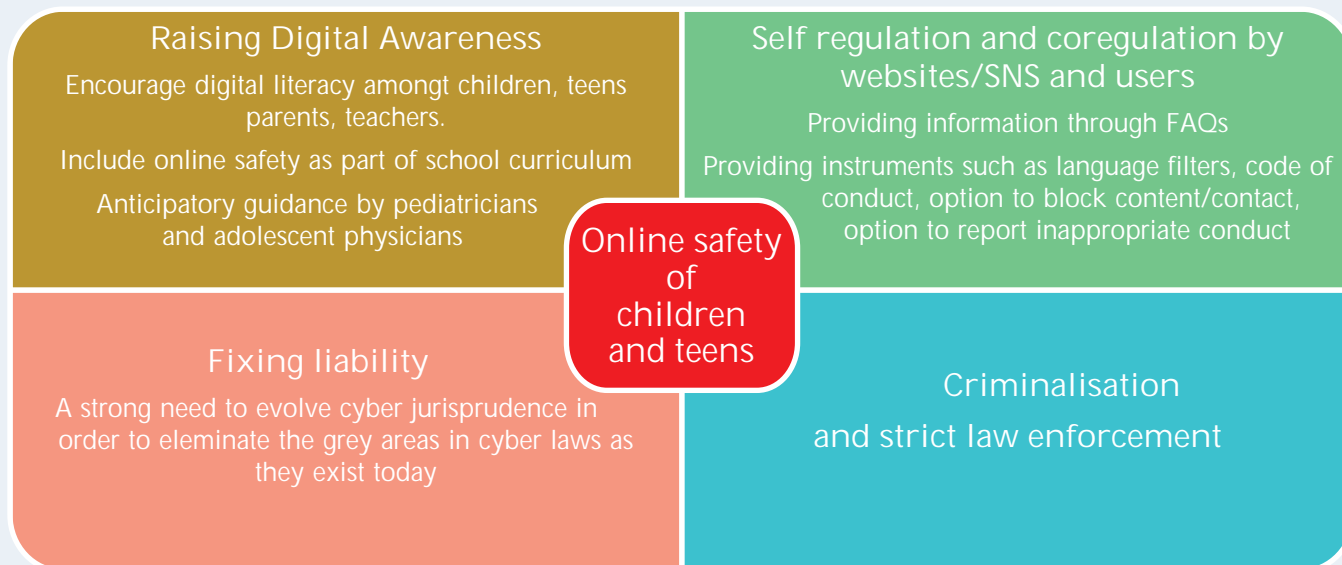 Raising Digital Awareness
Encourage digital literacy amongt children, teens
parents, teachers.
Include online safety as part of school curriculum
Anticipatory guidance by pediatricians
and adolescent physicians
Self regulation and coregulation by
websites/SNS and users
Providing information through FAQs
Providing instruments such as language filters, code of
conduct, option to block content/contact,
option to report inappropriate conduct
Online safety
of
children
and teens
Fixing liability
A strong need to evolve cyber jurisprudence in
order to eleminate the grey areas in cyber laws as
they exist today
Criminalisation
and strict law enforcement